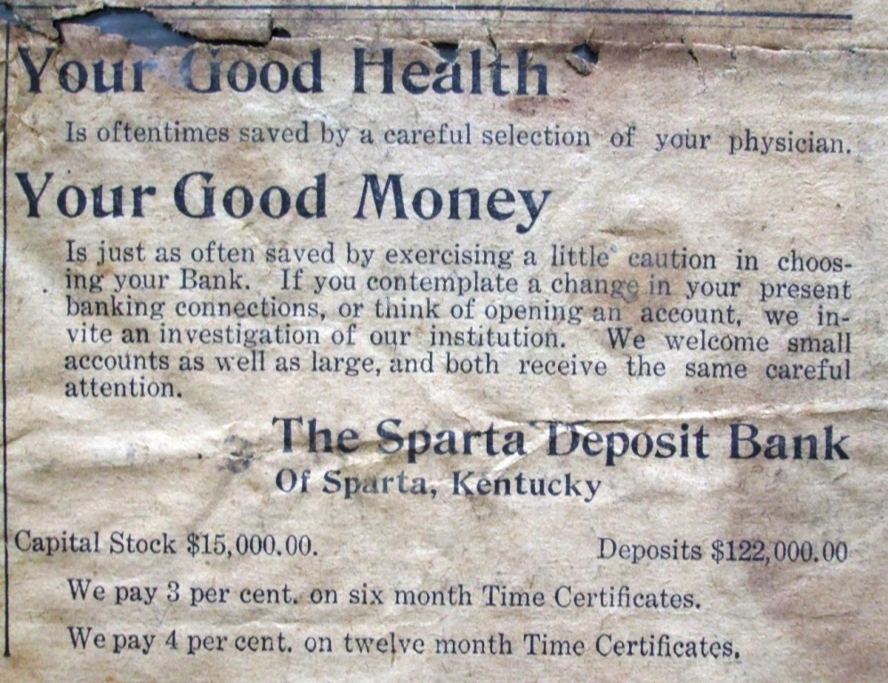 Your Good Health
Is oftentimes saved by a careful selection of your physician.
Your Good Money
Is just as often saved by exercising a little caution in choos-
ing your Bank. If you contemplate a change in your present
banking connections, or think of opening an account, we in-
vite an investigation of our institution. We welcome small
accounts as well as large, and both receive the same careful
attention.
The Sparta Deposit Bank
Of Sparta, Kentucky
Capital Stock $15,000.00. Deposits $122,000.00
We pay 3 per cent. on six month Time Certificates.
We pay 4 per cent. on twelve month Time Certificates.